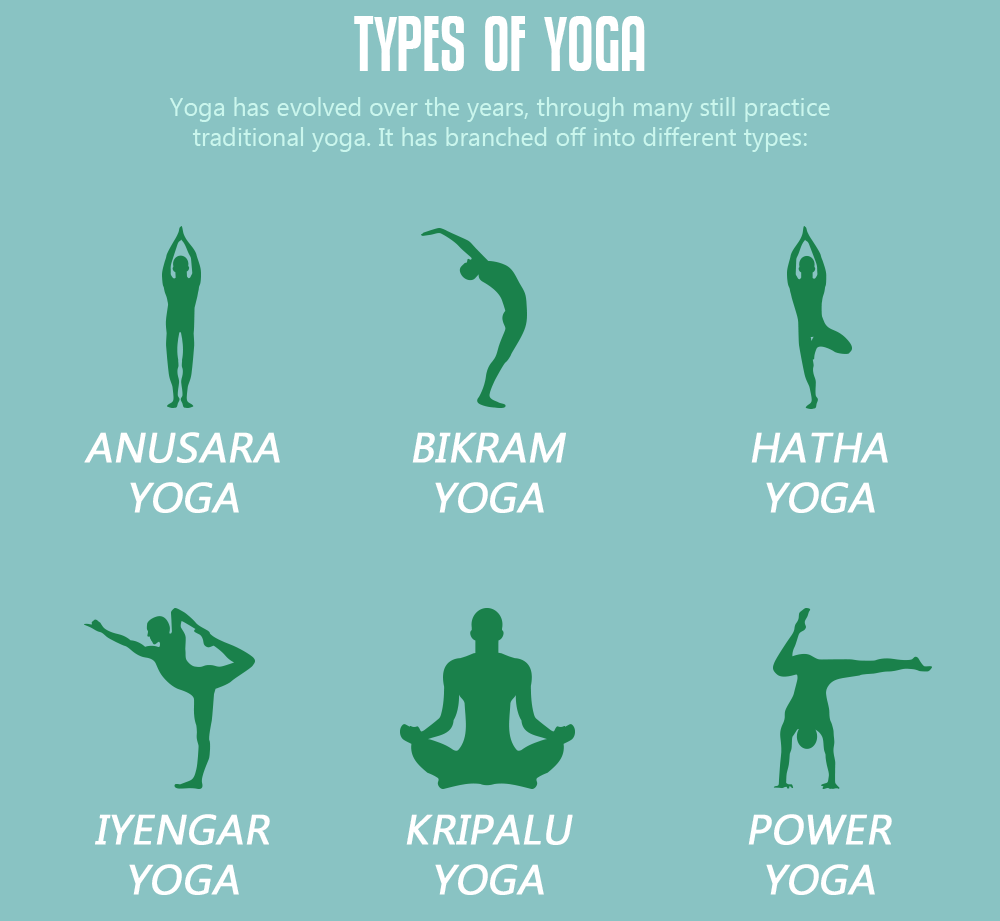 TYPES OF YOGA
Yoga has evolved over the years, through many still practice
traditional yoga. It has branched off into different types:
ANUSARA
YOGA
BIKRAM
YOGA
HATHA
YOGA
IYENGAR
YOGA
KRIPALU
YOGA
POWER
YOGA